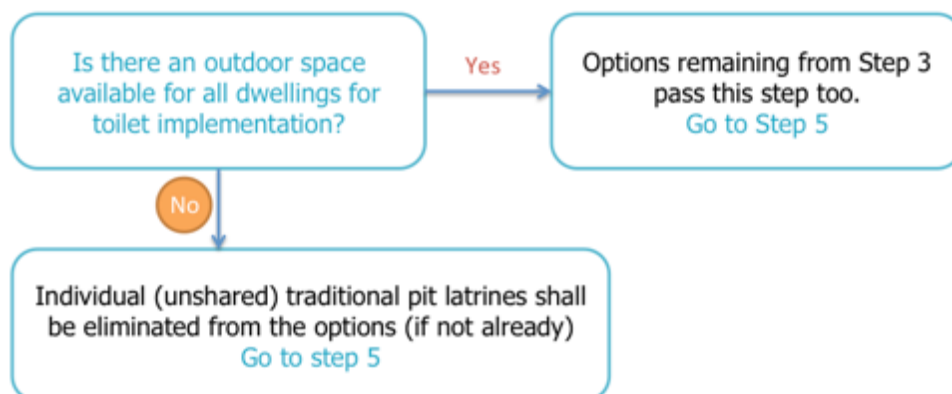 Is there an outdoor space
available for all dwellings for
toilet implementation?
Yes
Options remaining from Step 3
pass this step too.
Go to Step 5
No
Individual (unshared) traditional pit latrines shall
be eliminated from the options (if not already)
Go to step 5